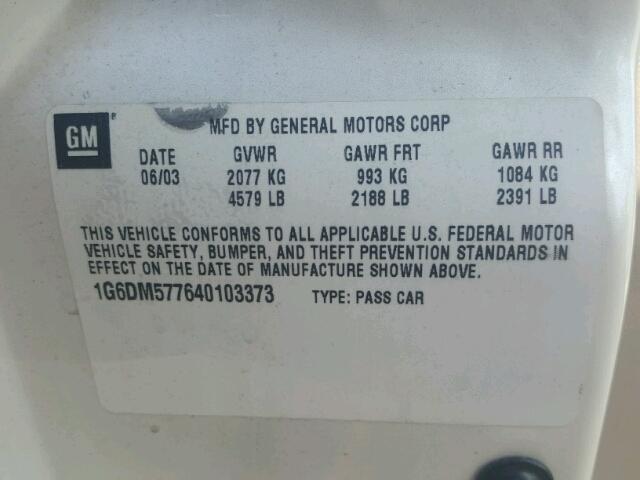 GM
MFD BY GENERAL MOTORS CORP
DATE GVWR GAWR FRT GAWR RR
06/03 2077 KG 993 KG 1084 KG
4579 LB 2188 LB 2391 LB
THIS VEHICLE CONFORMS TO ALL APPLICABLE U.S. FEDERAL MOTOR
VEHICLE SAFETY, BUMPER, AND THEFT PREVENTION STANDARDS IN
EFFECT ON THE DATE OF MANUFACTURE SHOWN ABOVE.
1G6DM577640103373 TYPE: PASS CAR